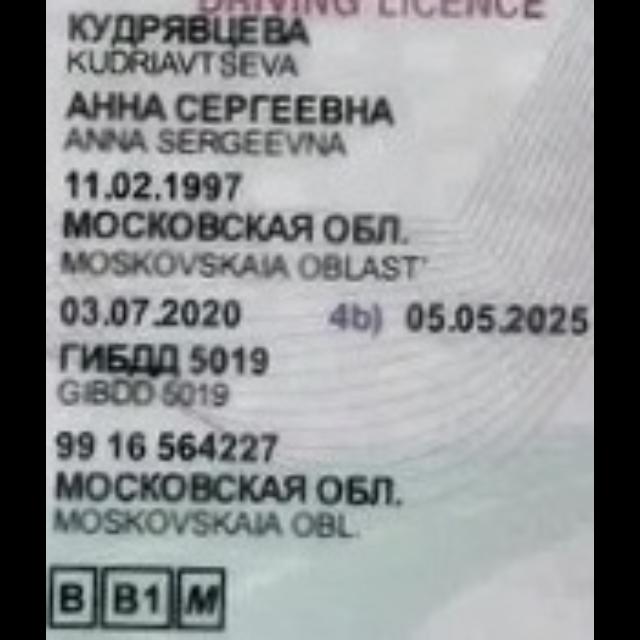 DRIVING LICENCE
КУДРЯВЦЕВА
KUDRIAVTSEVA
АННА СЕРГЕЕВНА
ANNA SERGEEVNA
11.02.1997
МОСКОВСКАЯ ОБЛ.
MOSKOVSKAIA OBLAST'
03.07.2020 4b) 05.05.2025
ГИБДД 5019
GIBDD 5019
99 16 564227
МОСКОВСКАЯ ОБЛ.
MOSKOVSKAIA OBL.
B B1 M